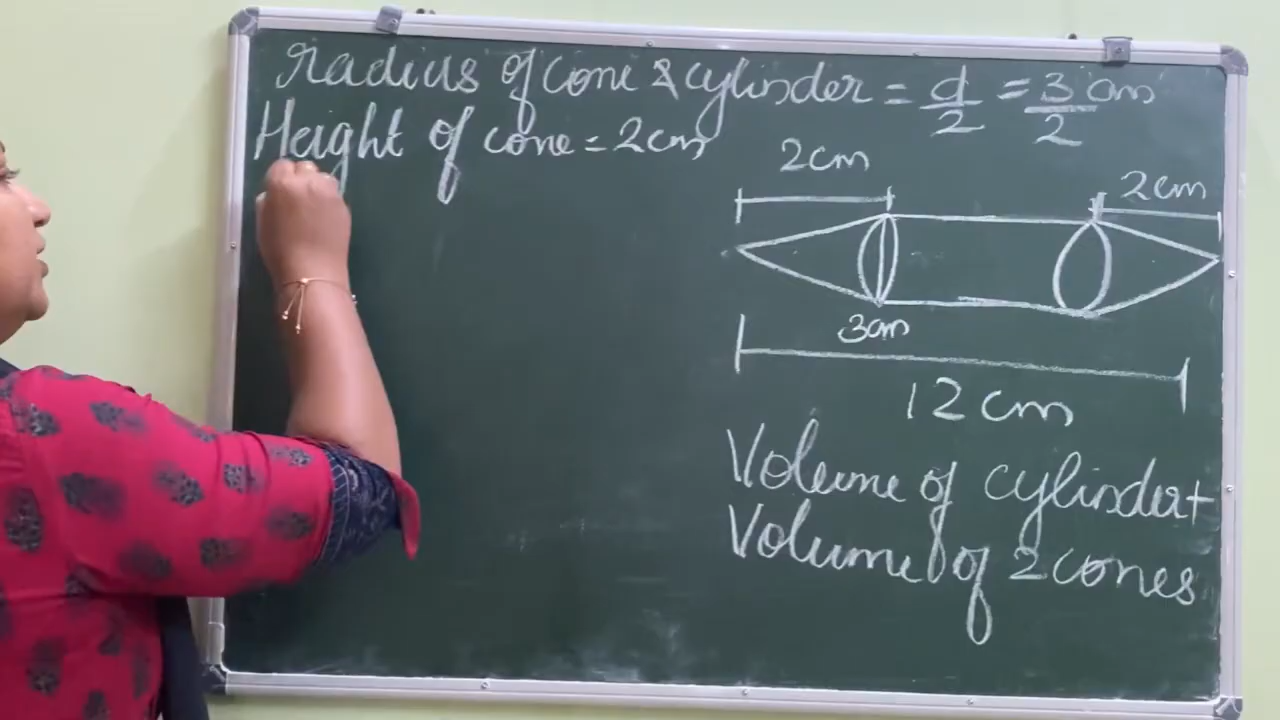 radius of cone & cylinder = d/2 = 3/2 cm
Height of cone = 2cm
2cm
2cm
3cm
12 cm
Volume of cylinder+
Volume of 2 cones